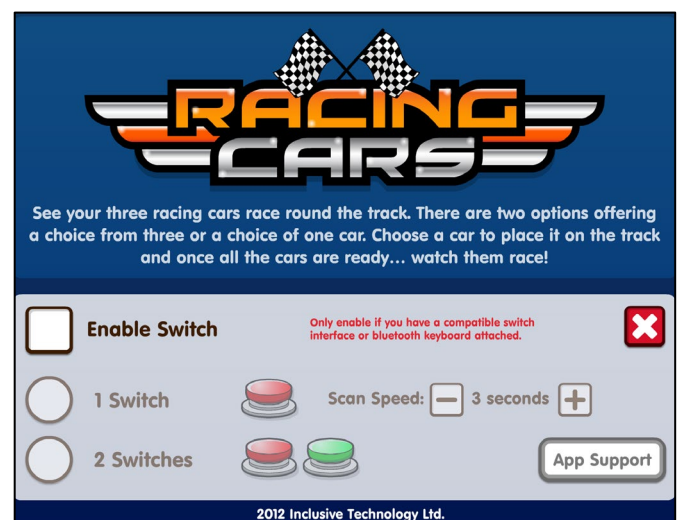 RACING
CARS
See your three racing cars race round the track. There are two options offering
a choice from three or a choice of one car. Choose a car to place it on the track
and once all the cars are ready... watch them race!
Enable Switch
Only enable if you have a compatible switch
interface or bluetooth keyboard attached.
1 Switch
Scan Speed: − 3 seconds +
2 Switches
App Support
2012 Inclusive Technology Ltd.